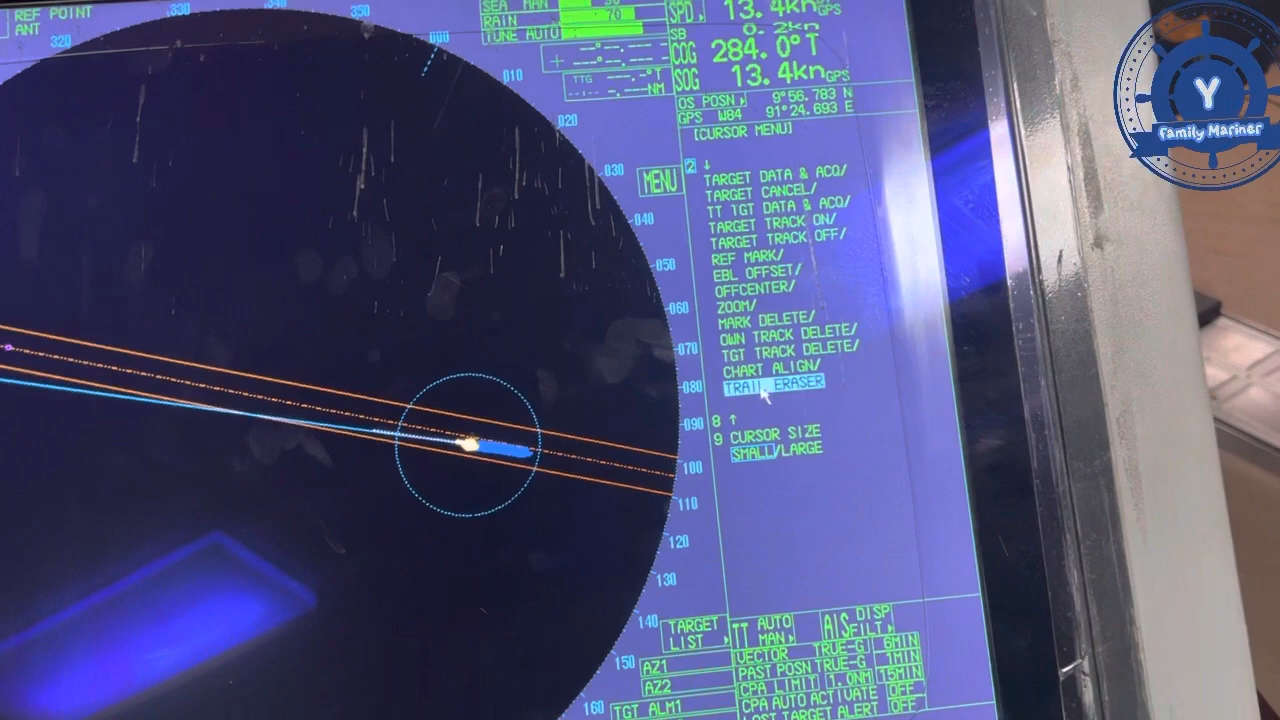 REF POINT
ANT
320
330
340
350
000
010
020
030
040
050
060
070
080
090
100
110
120
130
140
150
160
SEA MAN
RAIN 70
TUNE AUTO
+ ---°-- . ---
---°-- . ---
TTG ---.-°T
--:-- --.--NM
SPD 13.4kn GPS
SB 0.2kn
COG 284.0°T
SOG 13.4kn GPS
OS POSN 9°56.783 N
GPS W84 91°24.693 E
[CURSOR MENU]
MENU
2 ↓
TARGET DATA & ACQ/
TARGET CANCEL/
TT TGT DATA & ACQ/
TARGET TRACK ON/
TARGET TRACK OFF/
REF MARK/
EBL OFFSET/
OFFCENTER/
ZOOM/
MARK DELETE/
OWN TRACK DELETE/
TGT TRACK DELETE/
CHART ALIGN/
TRAIL ERASER
8 ↑
9 CURSOR SIZE
SMALL/LARGE
TARGET LIST
TT AUTO MAN
AIS DISP FILT
AZ1
AZ2
TGT ALM1
VECTOR TRUE-G 6MIN
PAST POSN TRUE-G 1MIN
CPA LIMIT 1.0NM 15MIN
CPA AUTO ACTIVATE OFF
LOST TARGET ALERT OFF
Y
Family Mariner